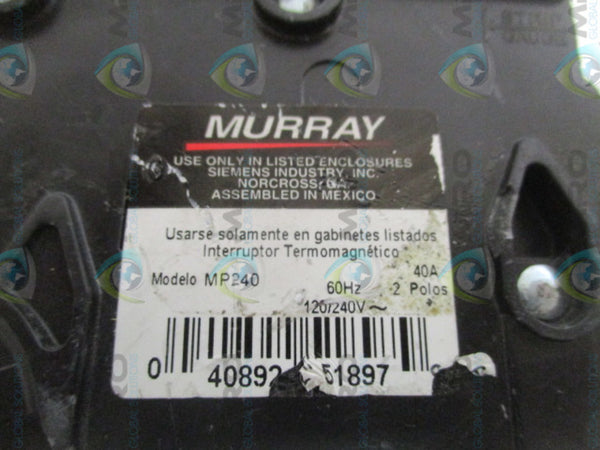 MURRAY
USE ONLY IN LISTED ENCLOSURES
SIEMENS INDUSTRY, INC.
NORCROSS, GA.
ASSEMBLED IN MEXICO
Usarse solamente en gabinetes listados
Interruptor Termomagnético
Modelo MP240 60Hz 40A
2 Polos
120/240V ~
0 40892 51897